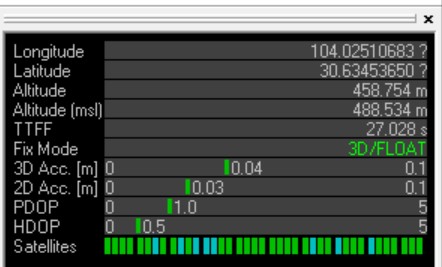 x
Longitude 104.02510683 ?
Latitude 30.63453650 ?
Altitude 458.754 m
Altitude (msl) 488.534 m
TTFF 27.028 s
Fix Mode 3D/FLOAT
3D Acc. [m] 0 0.04 0.1
2D Acc. [m] 0 0.03 0.1
PDOP 0 1.0 5
HDOP 0 0.5 5
Satellites